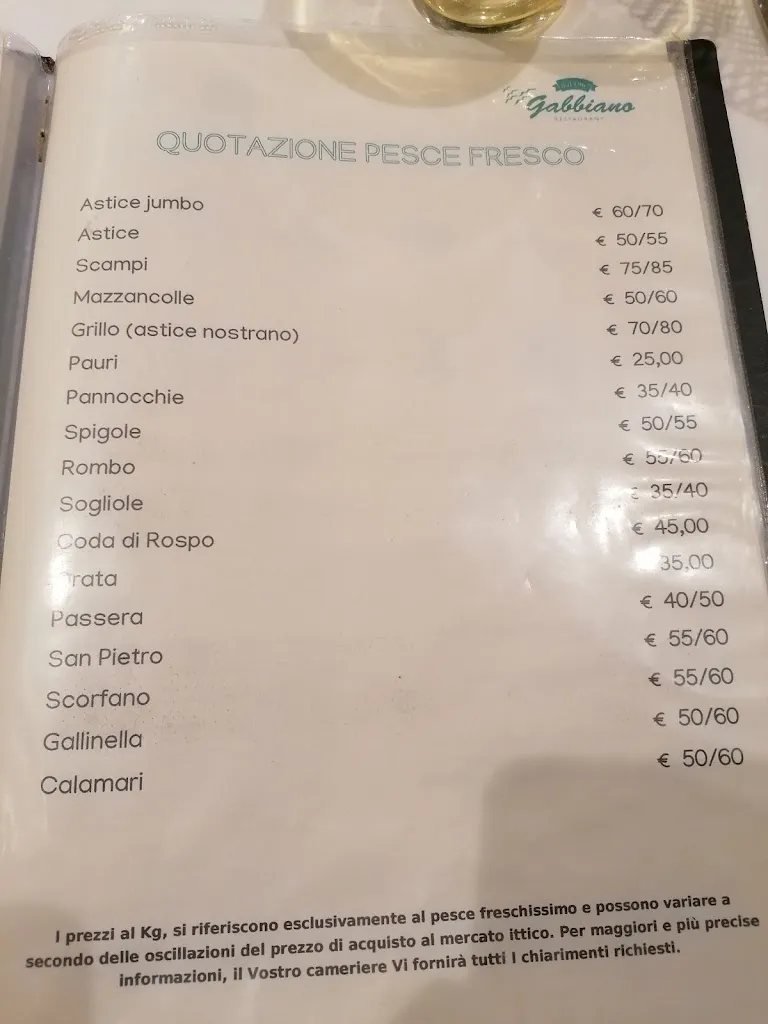 Gabbiano
RESTAURANT
QUOTAZIONE PESCE FRESCO
Astice jumbo € 60/70
Astice € 50/55
Scampi € 75/85
Mazzancolle € 50/60
Grillo (astice nostrano) € 70/80
Pauri € 25,00
Pannocchie € 35/40
Spigole € 50/55
Rombo € 55/60
Sogliole € 35/40
Coda di Rospo € 45,00
Orata 35,00
Passera € 40/50
San Pietro € 55/60
Scorfano € 55/60
Gallinella € 50/60
Calamari € 50/60
I prezzi al Kg, si riferiscono esclusivamente al pesce freschissimo e possono variare a
secondo delle oscillazioni del prezzo di acquisto al mercato ittico. Per maggiori e più precise
informazioni, il Vostro cameriere Vi fornirà tutti I chiarimenti richiesti.